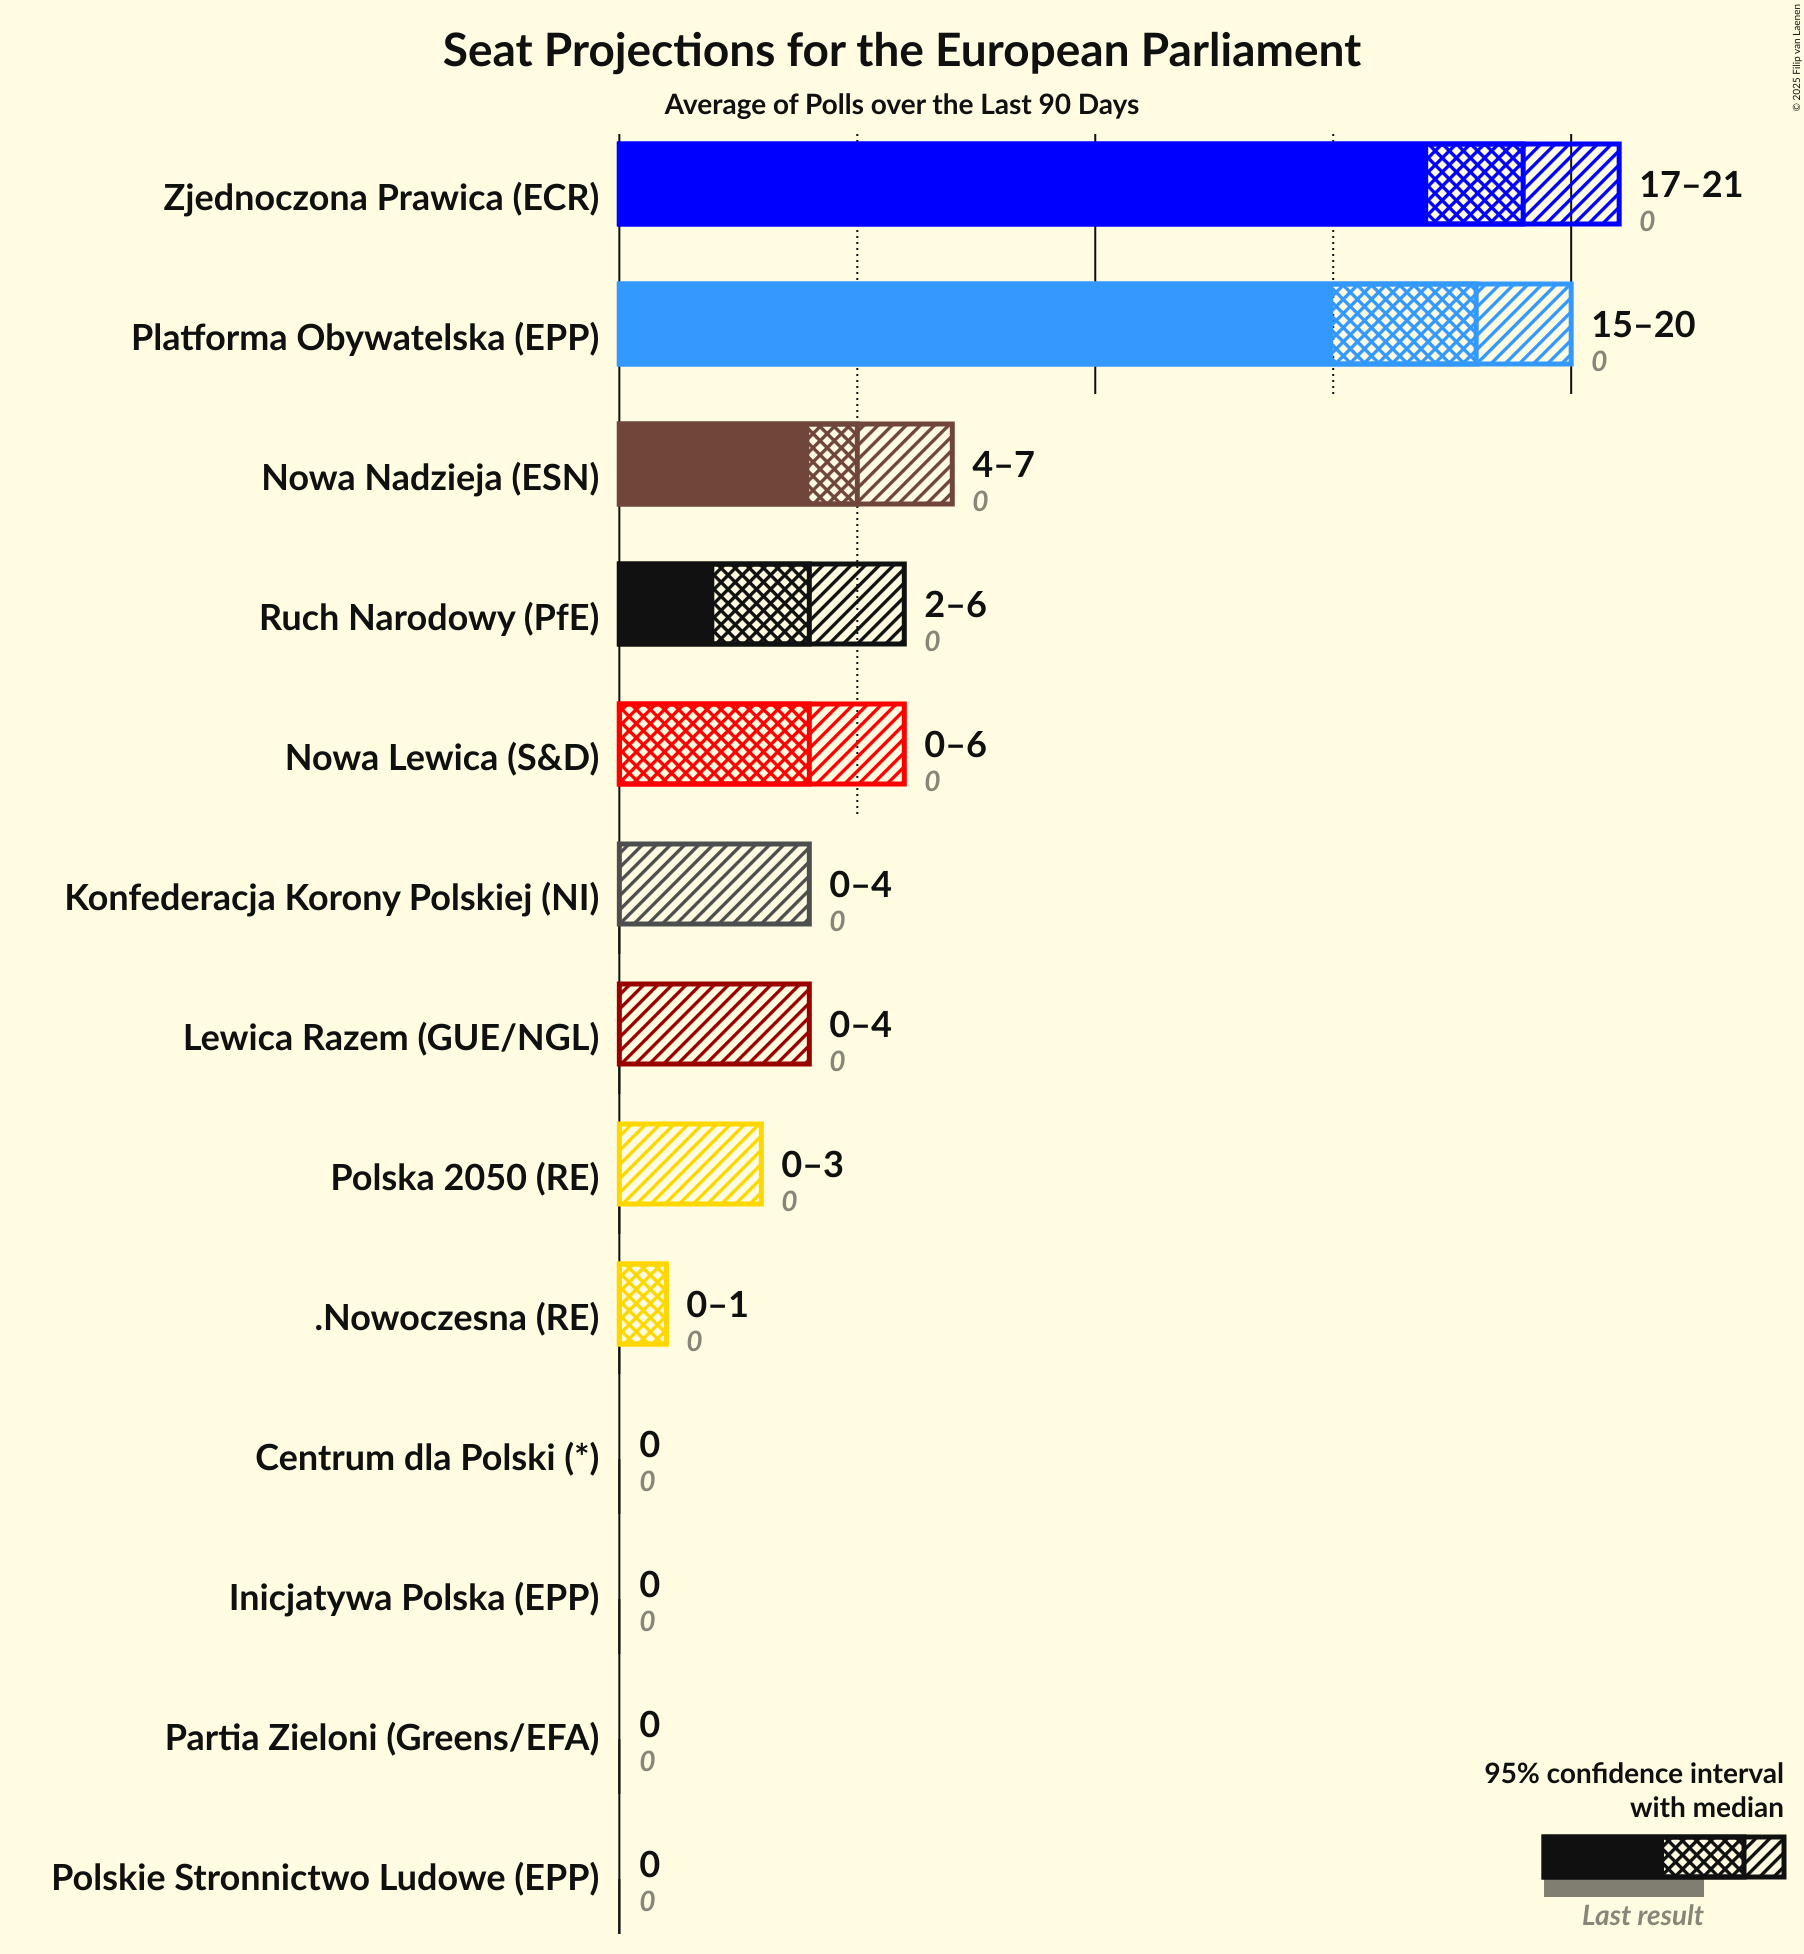 Seat Projections for the European Parliament
Average of Polls over the Last 90 Days
© 2025 Filip van Laenen
Zjednoczona Prawica (ECR)
17–21
0
Platforma Obywatelska (EPP)
15–20
0
Nowa Nadzieja (ESN)
4–7
0
Ruch Narodowy (PfE)
2–6
0
Nowa Lewica (S&D)
0–6
0
Konfederacja Korony Polskiej (NI)
0–4
0
Lewica Razem (GUE/NGL)
0–4
0
Polska 2050 (RE)
0–3
0
.Nowoczesna (RE)
0–1
0
Centrum dla Polski (*)
0
0
Inicjatywa Polska (EPP)
0
0
Partia Zieloni (Greens/EFA)
0
0
Polskie Stronnictwo Ludowe (EPP)
0
0
95% confidence interval
with median
Last result